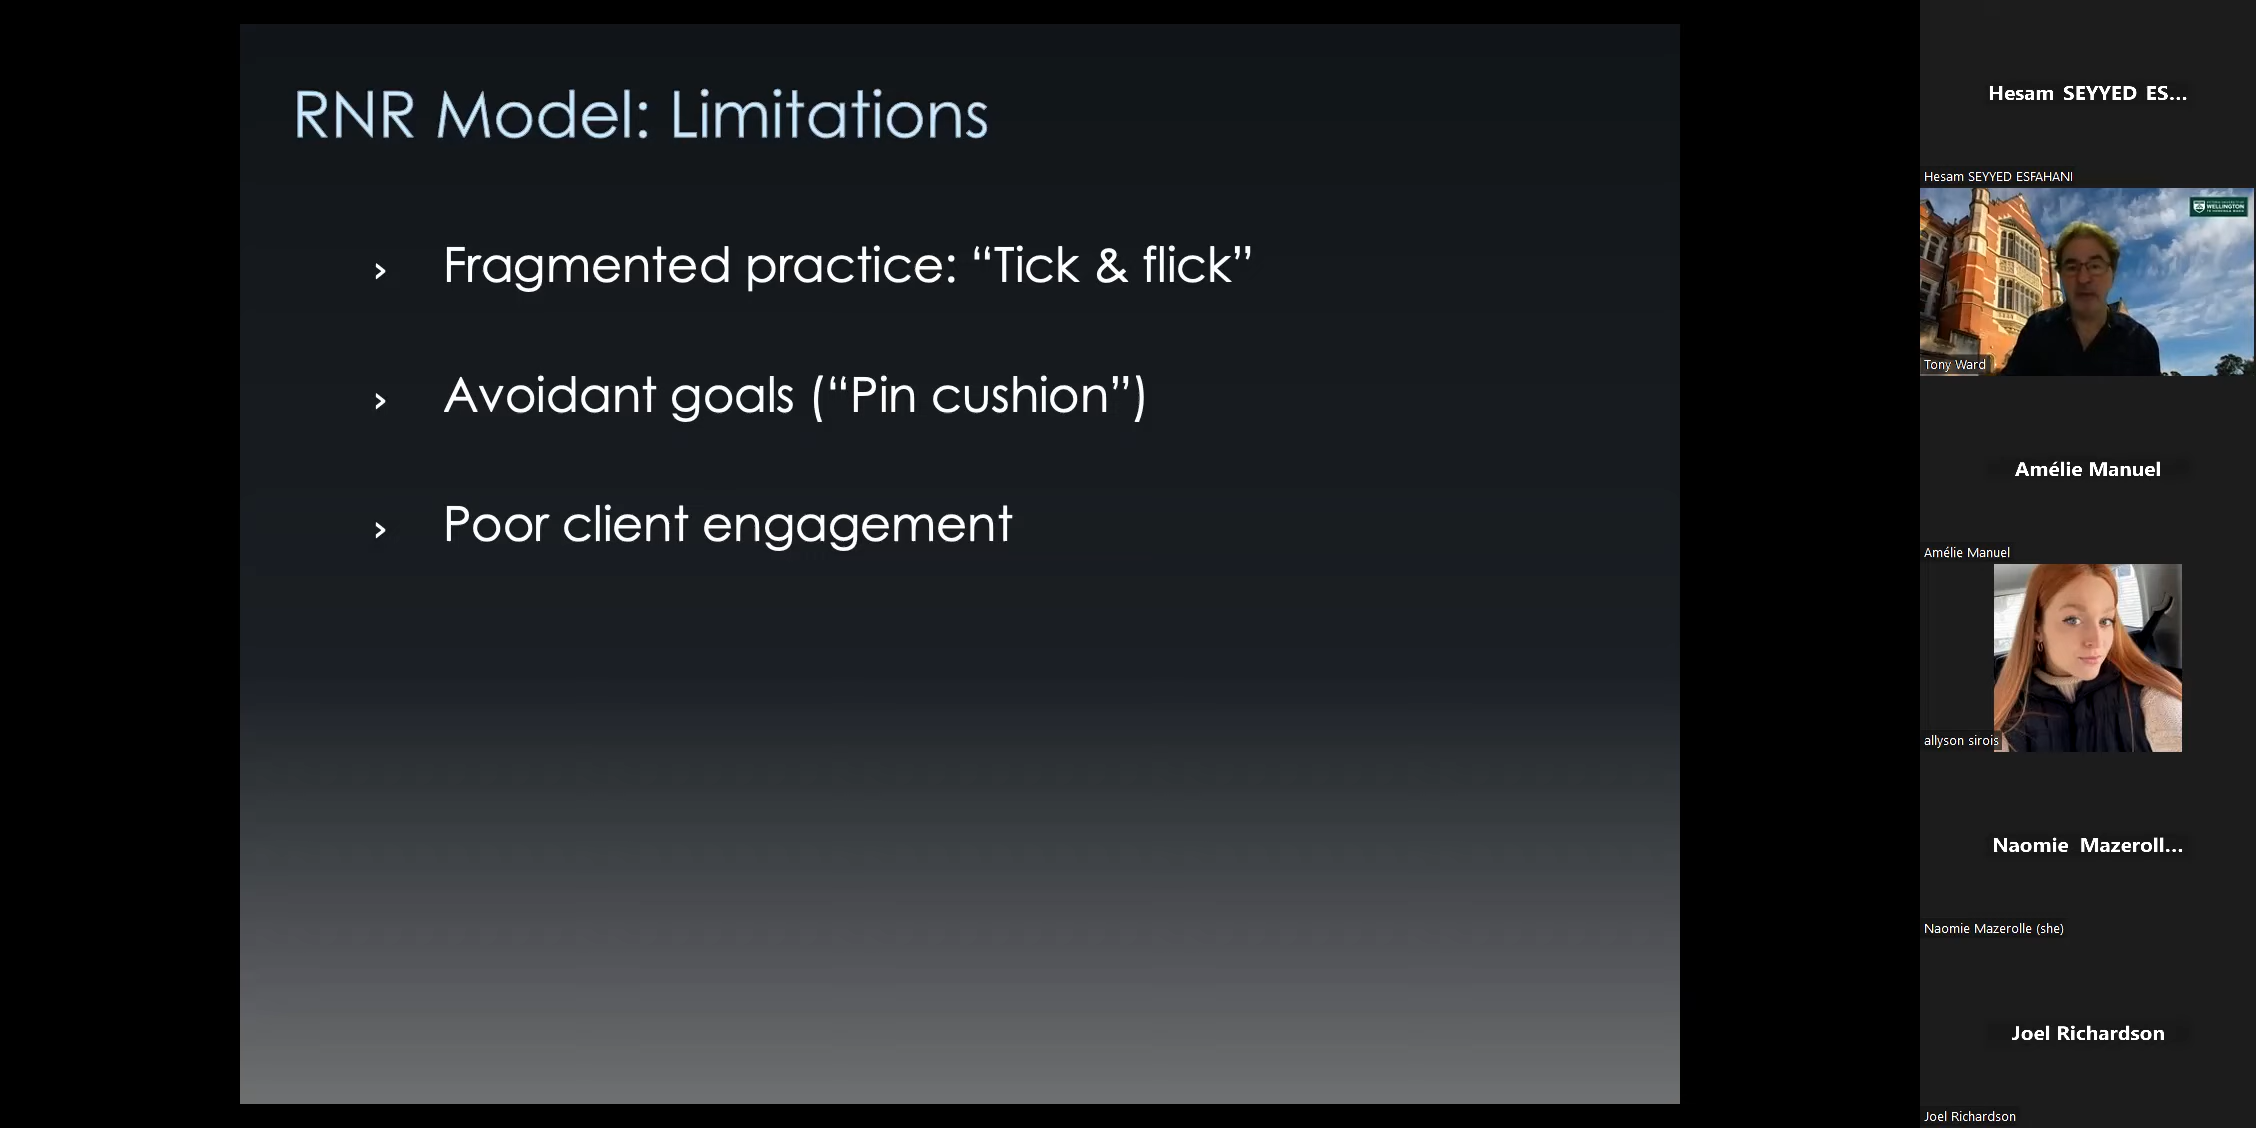 RNR Model: Limitations
› Fragmented practice: “Tick & flick”
› Avoidant goals (“Pin cushion”)
› Poor client engagement
Hesam SEYYED ES...
Hesam SEYYED ESFAHANI
WELLINGTON
Tony Ward
Amélie Manuel
Amélie Manuel
allyson sirois
Naomie Mazeroll...
Naomie Mazerolle (she)
Joel Richardson
Joel Richardson